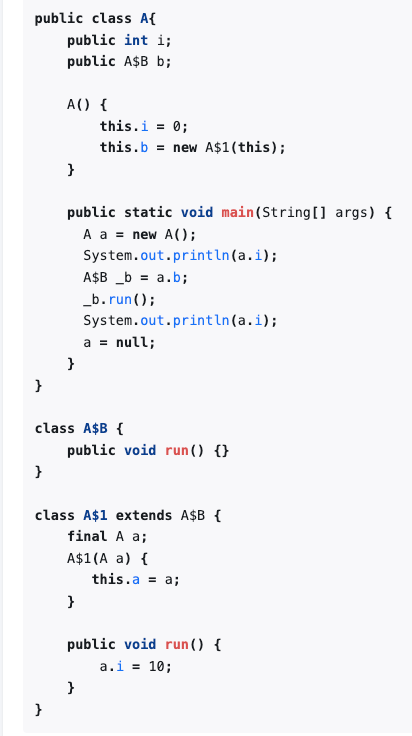 public class A{
    public int i;
    public A$B b;

    A() {
        this.i = 0;
        this.b = new A$1(this);
    }

    public static void main(String[] args) {
      A a = new A();
      System.out.println(a.i);
      A$B _b = a.b;
      _b.run();
      System.out.println(a.i);
      a = null;
    }
}

class A$B {
    public void run() {}
}

class A$1 extends A$B {
    final A a;
    A$1(A a) {
       this.a = a;
    }

    public void run() {
        a.i = 10;
    }
}